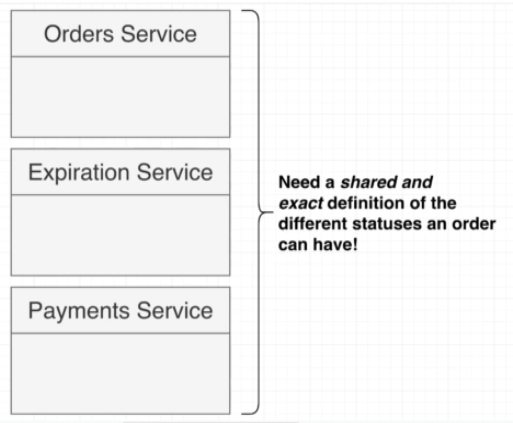 Orders Service
Expiration Service
Payments Service
Need a shared and
exact definition of the
different statuses an order
can have!